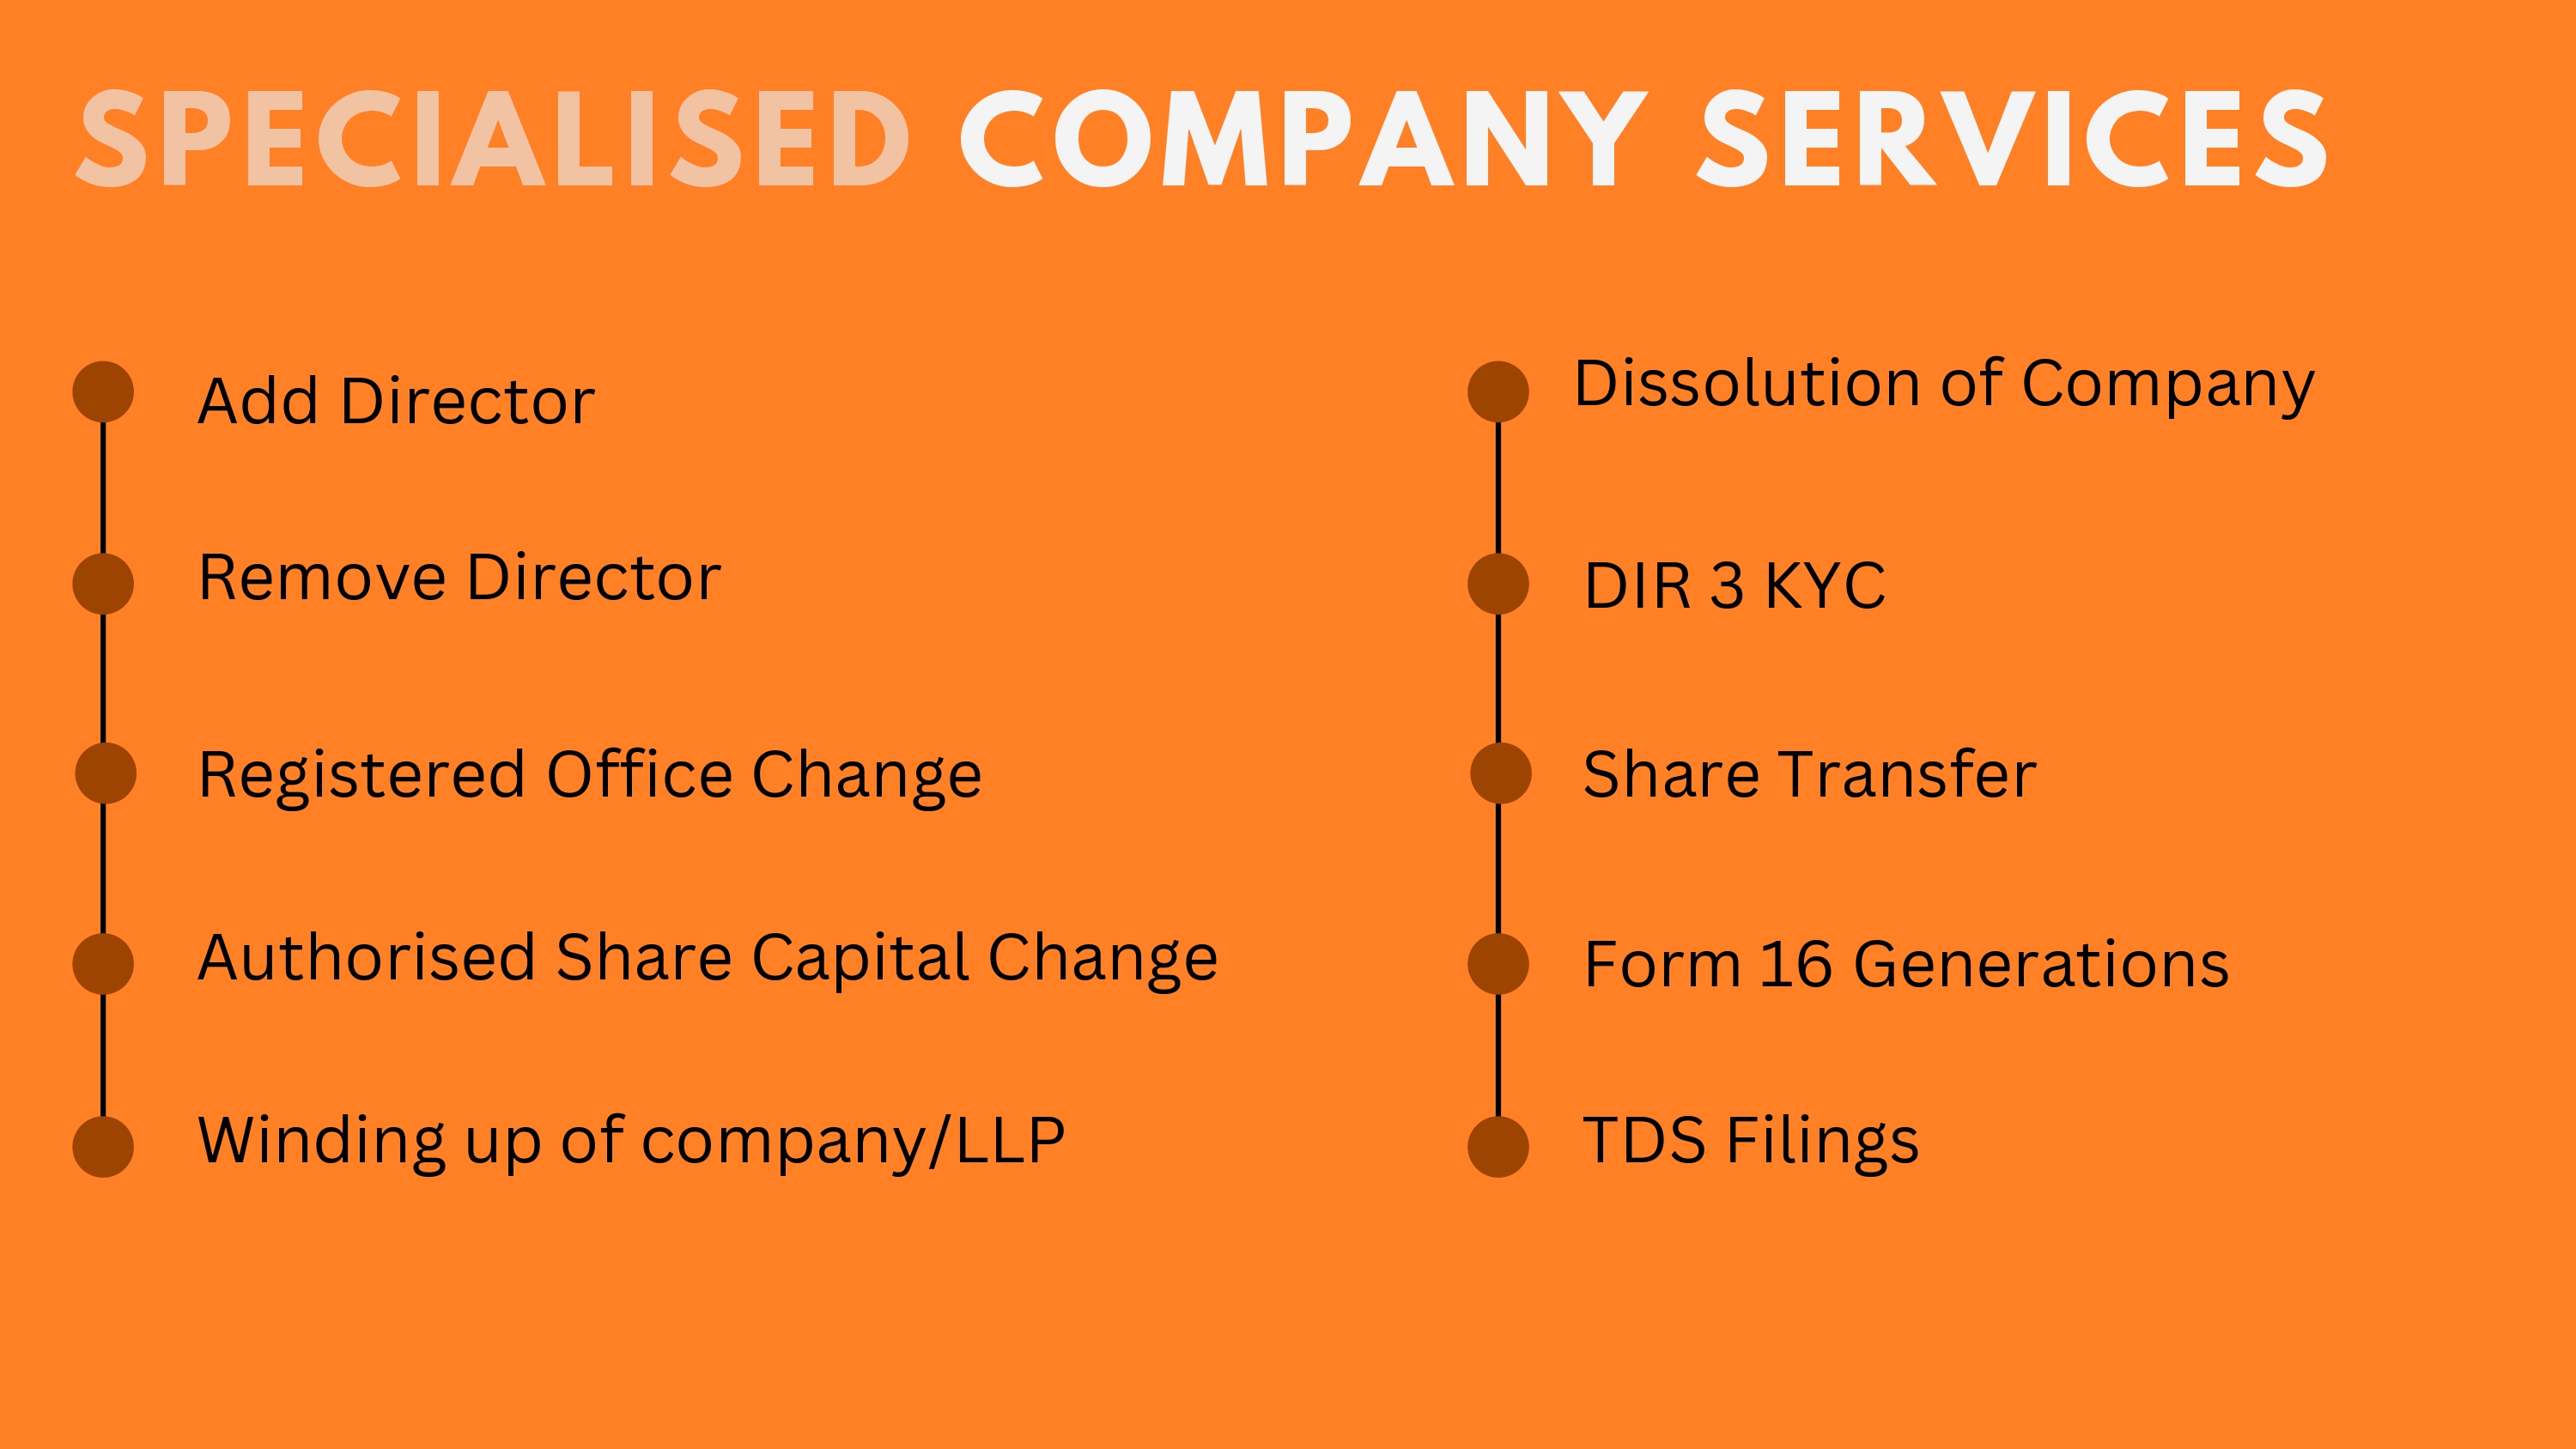 SPECIALISED COMPANY SERVICES
Add Director
Remove Director
Registered Office Change
Authorised Share Capital Change
Winding up of company/LLP
Dissolution of Company
DIR 3 KYC
Share Transfer
Form 16 Generations
TDS Filings